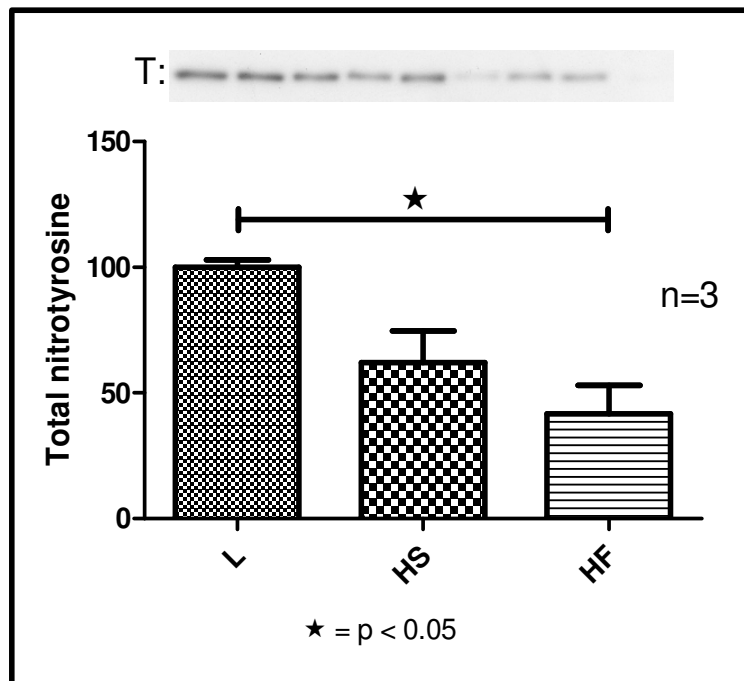 T:
150
100
50
0
Total nitrotyrosine
★
n=3
L
HS
HF
★ = p < 0.05